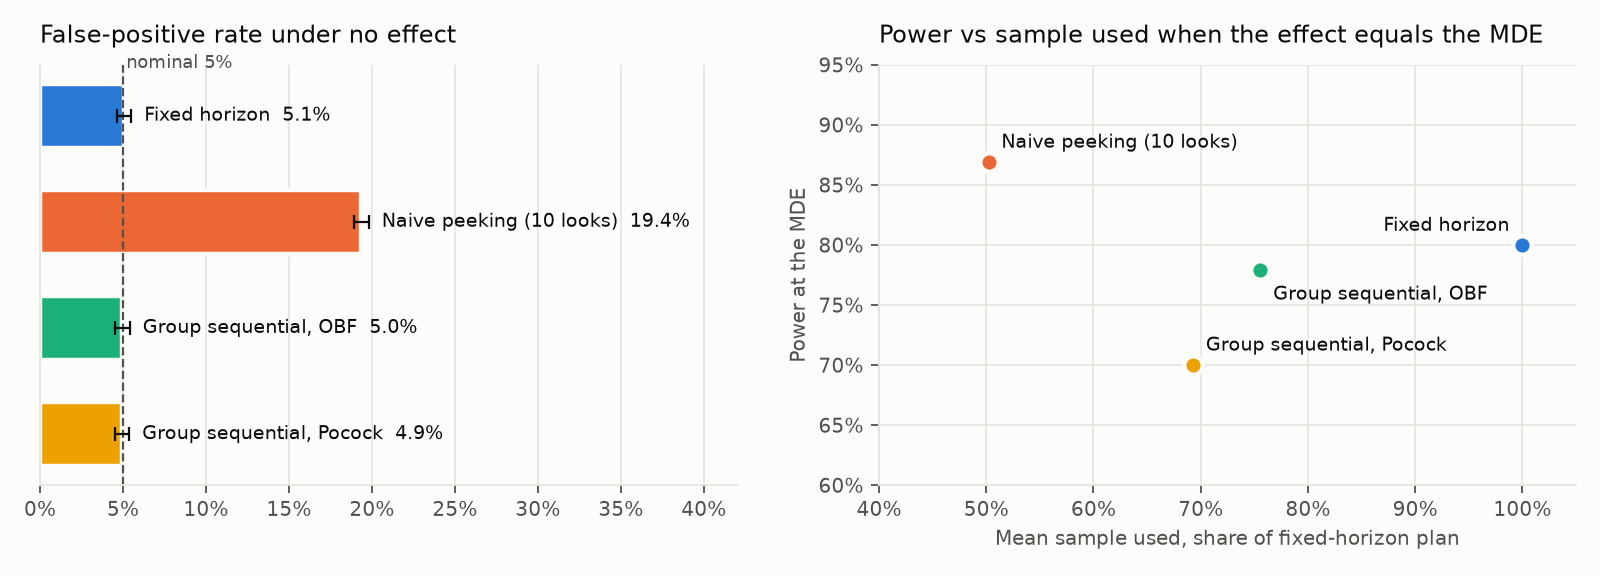 False-positive rate under no effect
nominal 5%
Fixed horizon  5.1%
Naive peeking (10 looks)  19.4%
Group sequential, OBF  5.0%
Group sequential, Pocock  4.9%
0%
5%
10%
15%
20%
25%
30%
35%
40%
Power vs sample used when the effect equals the MDE
Power at the MDE
95%
90%
85%
80%
75%
70%
65%
60%
Naive peeking (10 looks)
Fixed horizon
Group sequential, OBF
Group sequential, Pocock
40%
50%
60%
70%
80%
90%
100%
Mean sample used, share of fixed-horizon plan